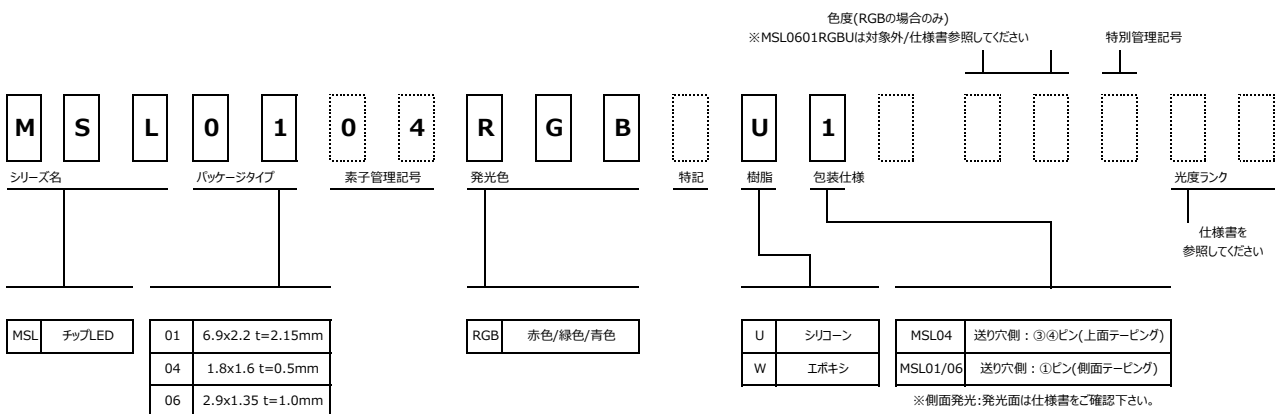 色度(RGBの場合のみ)
※MSL0601RGBUは対象外/仕様書参照してください
特別管理記号
M S L 0 1 0 4 R G B U 1
シリーズ名 パッケージタイプ 素子管理記号 発光色 特記 樹脂 包装仕様 光度ランク
仕様書を
参照してください
MSL チップLED
01 6.9x2.2 t=2.15mm
04 1.8x1.6 t=0.5mm
06 2.9x1.35 t=1.0mm
RGB 赤色/緑色/青色
U シリコーン
W エポキシ
MSL04 送り穴側：③④ピン(上面テーピング)
MSL01/06 送り穴側：①ピン(側面テーピング)
※側面発光:発光面は仕様書をご確認下さい。